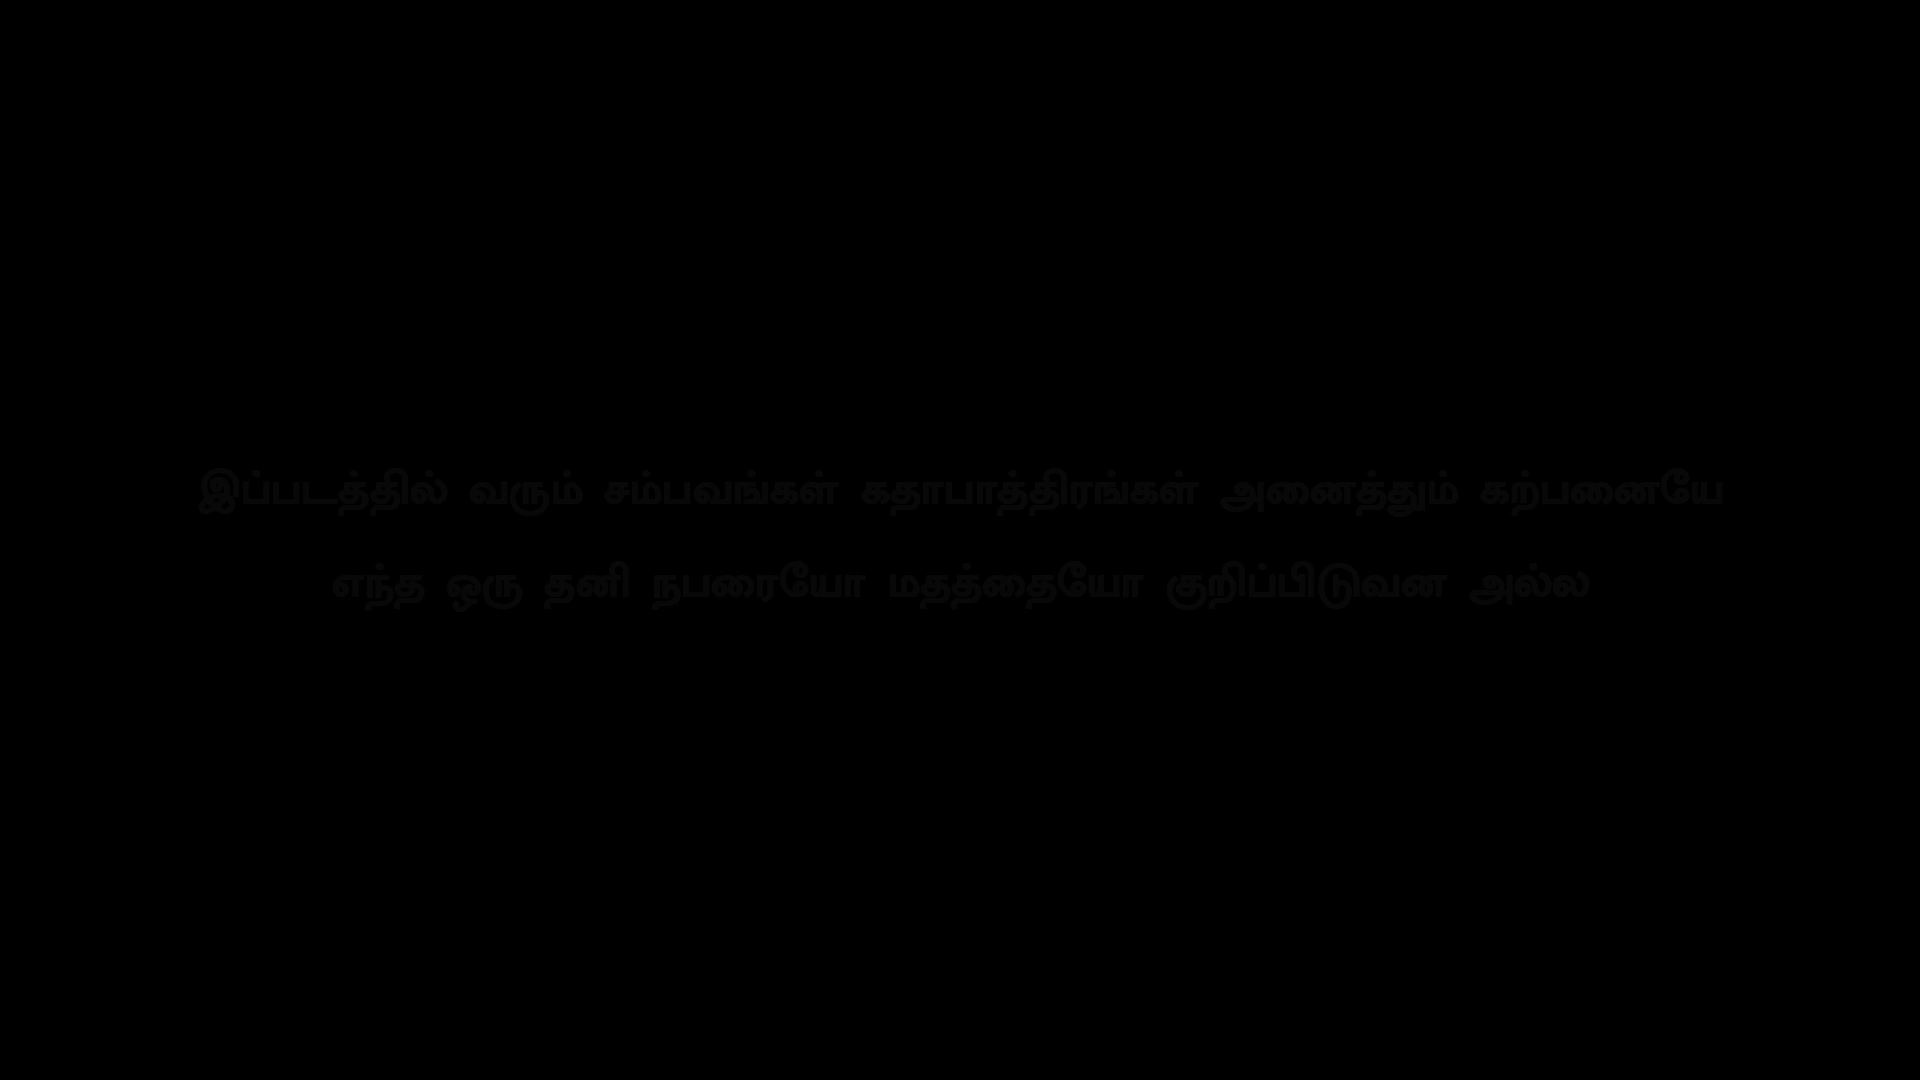 இப்படத்தில் வரும் சம்பவங்கள் கதாபாத்திரங்கள் அனைத்தும் கற்பனையே
எந்த ஒரு தனி நபரையோ மதத்தையோ குறிப்பிடுவன அல்ல